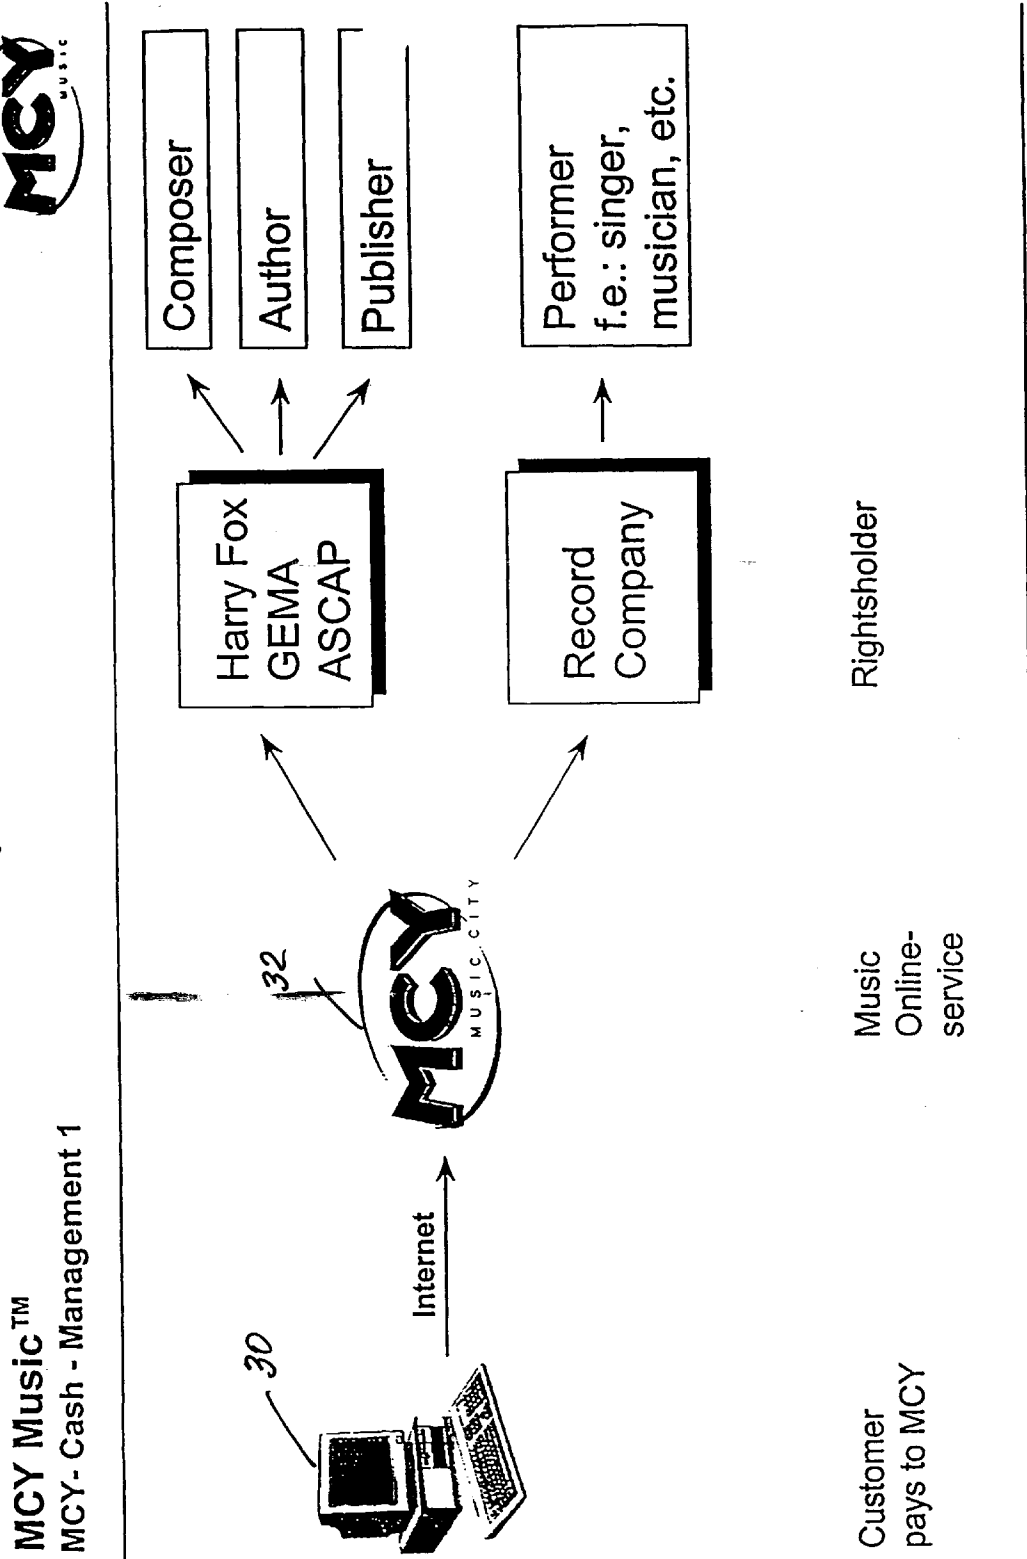 MCY Music™
MCY- Cash - Management 1
MCY
MUSIC
30
Internet
32
MCY
MUSIC CITY
Harry Fox
GEMA
ASCAP
Record
Company
Composer
Author
Publisher
Performer
f.e.: singer,
musician, etc.
Customer
pays to MCY
Music
Online-
service
Rightsholder